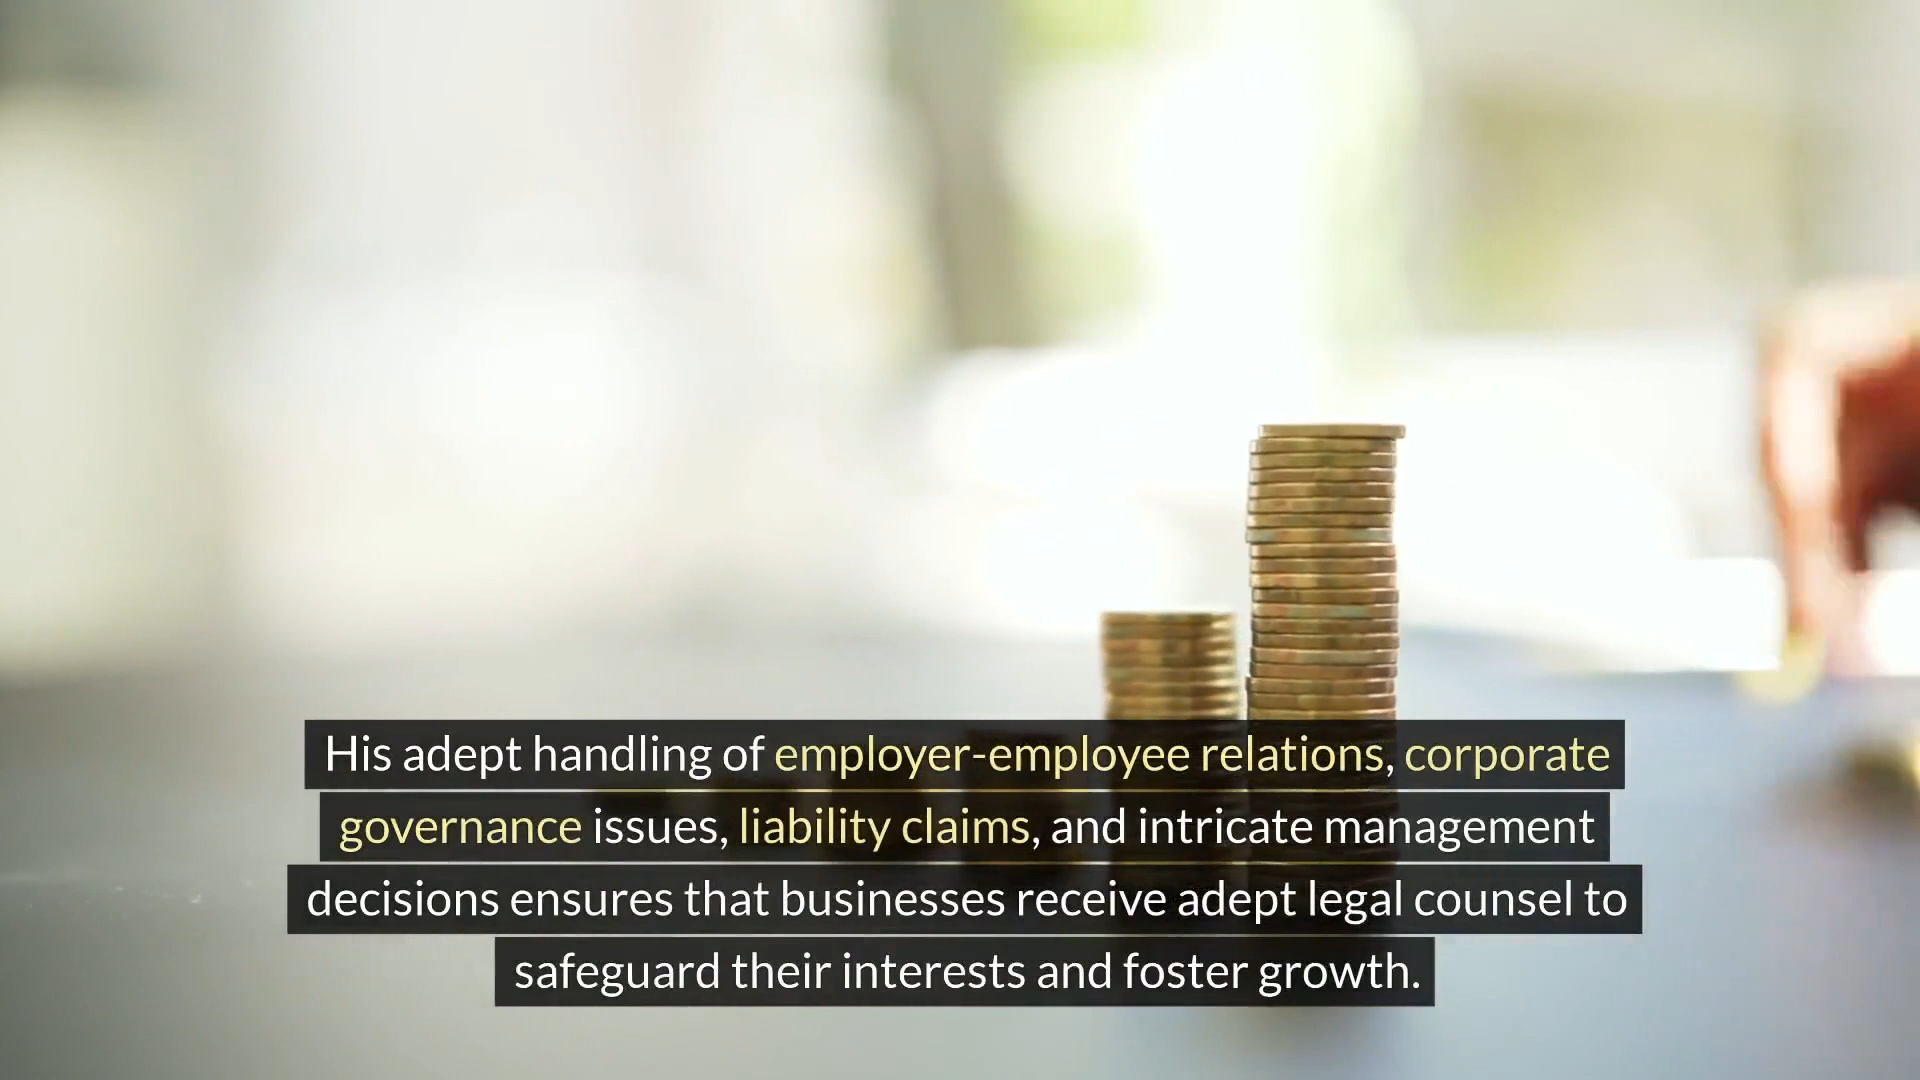 His adept handling of employer-employee relations, corporate
governance issues, liability claims, and intricate management
decisions ensures that businesses receive adept legal counsel to
safeguard their interests and foster growth.